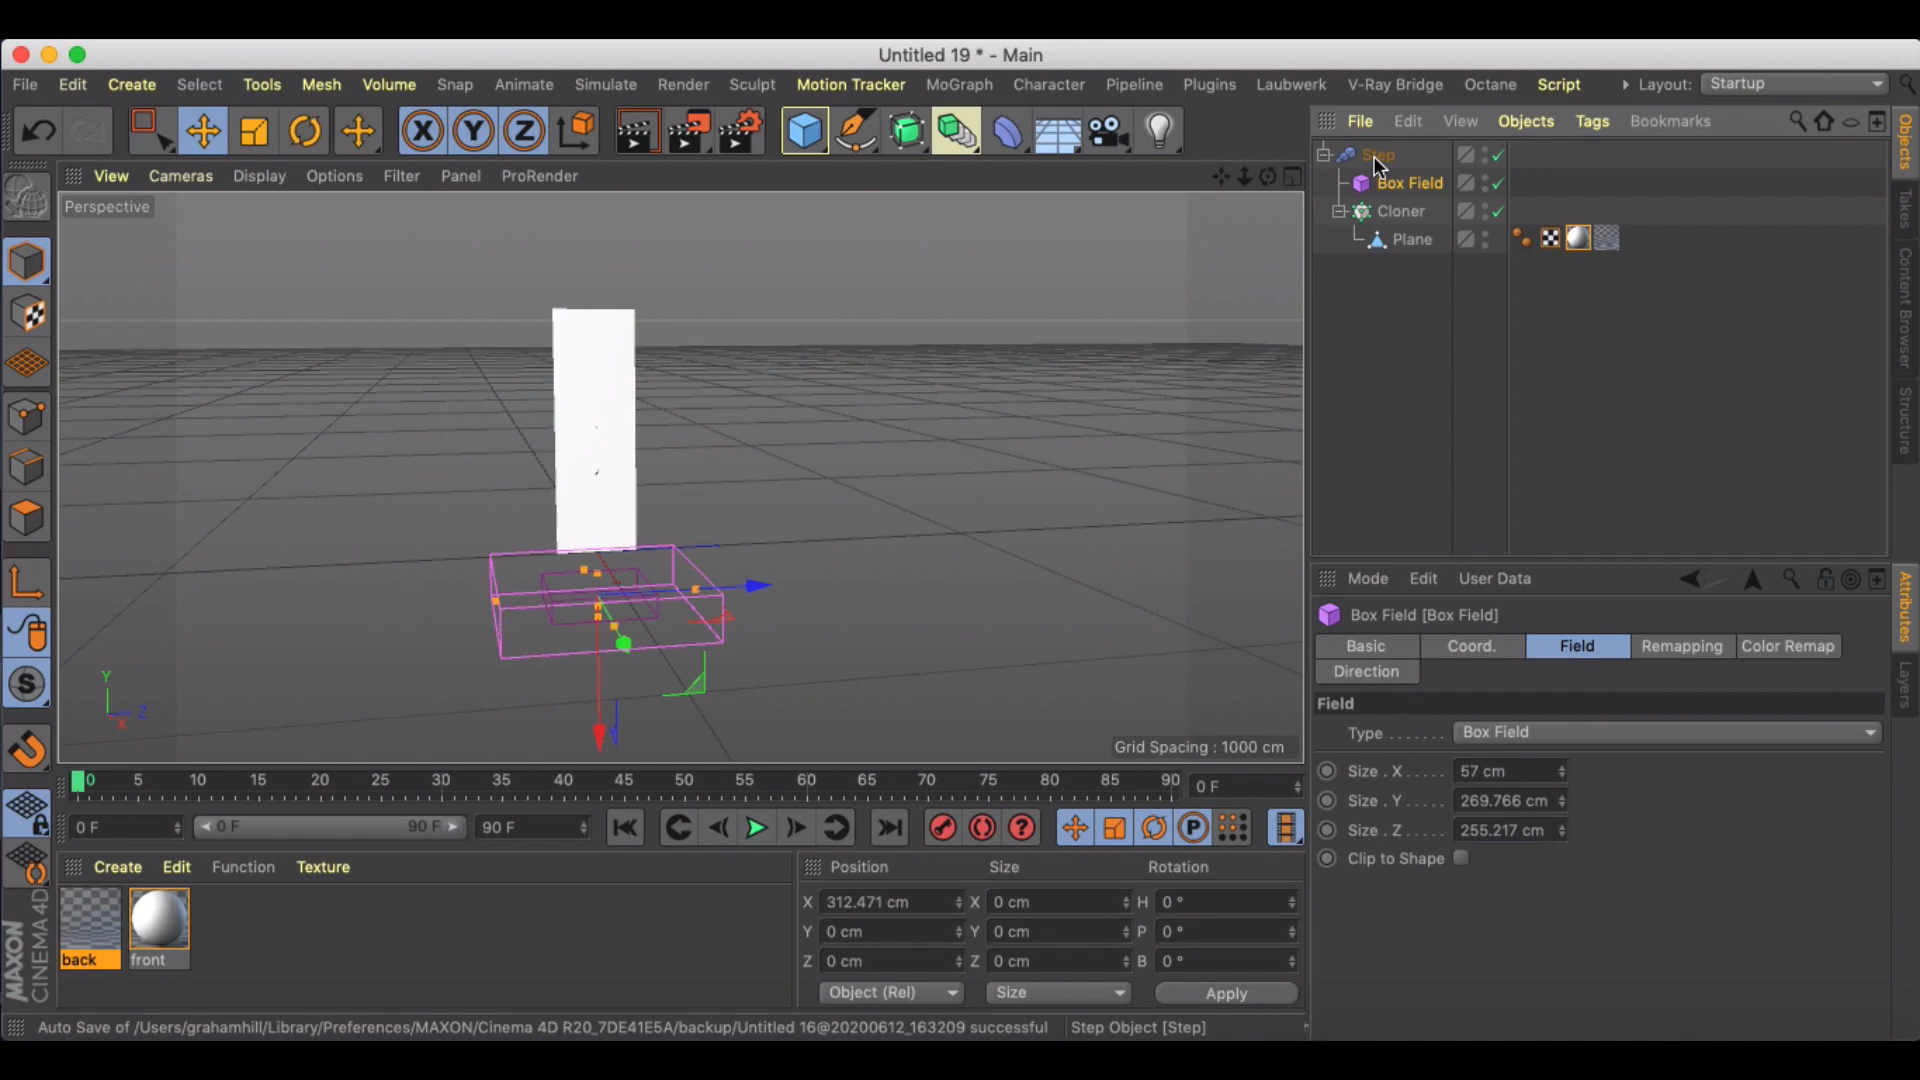 Untitled 19 * - Main
File Edit Create Select Tools Mesh Volume Snap Animate Simulate Render Sculpt Motion Tracker MoGraph Character Pipeline Plugins Laubwerk V-Ray Bridge Octane Script Layout: Startup
X Y Z
File Edit View Objects Tags Bookmarks
View Cameras Display Options Filter Panel ProRender
Perspective
Step
Box Field
Cloner
Plane
Objects
Takes
Content Browser
Structure
Attributes
Layers
Mode Edit User Data
Box Field [Box Field]
Basic Coord. Field Remapping Color Remap
Direction
Field
Type . . . . . . . Box Field
Size . X . . . . . 57 cm
Size . Y . . . . . 269.766 cm
Size . Z . . . . . 255.217 cm
Clip to Shape
S
Y
X Z
Grid Spacing : 1000 cm
0 5 10 15 20 25 30 35 40 45 50 55 60 65 70 75 80 85 90 0 F
0 F 0 F 90 F 90 F ? P
Create Edit Function Texture
back front
MAXON
CINEMA 4D
Position Size Rotation
X 312.471 cm X 0 cm H 0 °
Y 0 cm Y 0 cm P 0 °
Z 0 cm Z 0 cm B 0 °
Object (Rel) Size Apply
Auto Save of /Users/grahamhill/Library/Preferences/MAXON/Cinema 4D R20_7DE41E5A/backup/Untitled 16@20200612_163209 successful Step Object [Step]